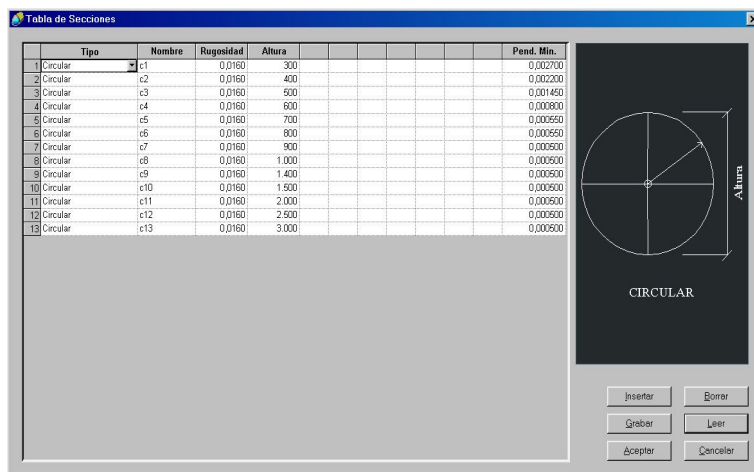 Tabla de Secciones
Tipo Nombre Rugosidad Altura Pend. Min.
1 Circular c1 0,0160 300 0,002700
2 Circular c2 0,0160 400 0,002200
3 Circular c3 0,0160 500 0,001450
4 Circular c4 0,0160 600 0,000800
5 Circular c5 0,0160 700 0,000550
6 Circular c6 0,0160 800 0,000550
7 Circular c7 0,0160 900 0,000500
8 Circular c8 0,0160 1.000 0,000500
9 Circular c9 0,0160 1.400 0,000500
10 Circular c10 0,0160 1.500 0,000500
11 Circular c11 0,0160 2.000 0,000500
12 Circular c12 0,0160 2.500 0,000500
13 Circular c13 0,0160 3.000 0,000500
Altura
CIRCULAR
Insertar Borrar
Grabar Leer
Aceptar Cancelar